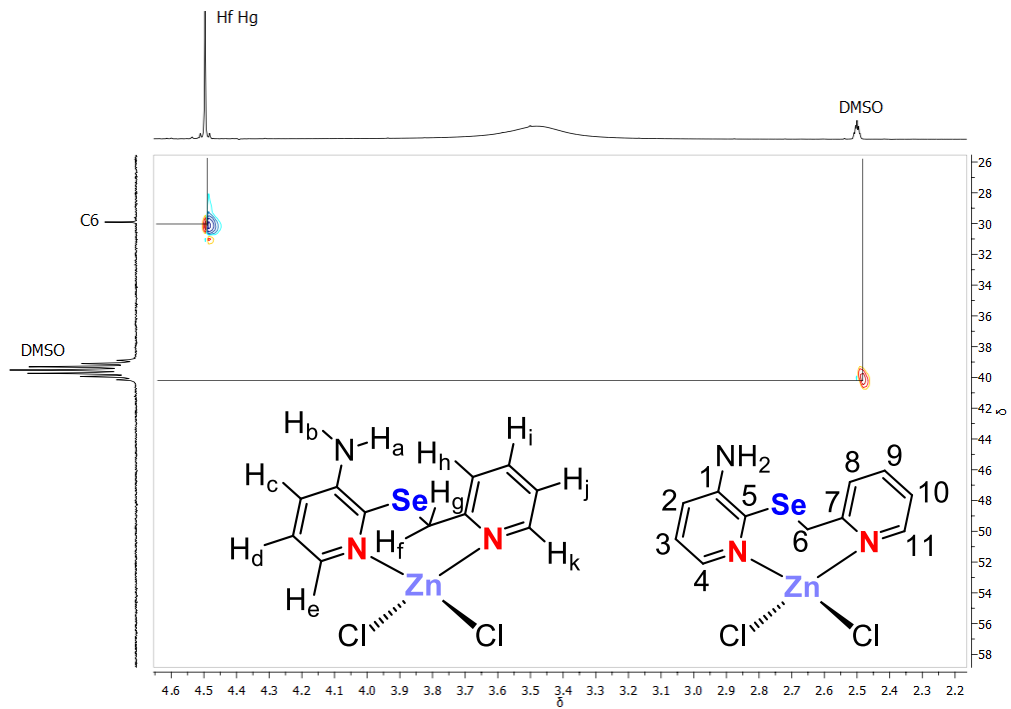 Hf Hg
DMSO
C6
DMSO
26
28
30
32
34
36
38
40
42
44
46
48
50
52
54
56
58
δ
Hb
N
Ha
Hc
Hd
He
Se
Hg
Hf
N
N
Zn
Cl
Cl
Hh
Hi
Hj
Hk
NH2
1
2
3
4
5
Se
6
7
8
9
10
11
N
N
Zn
Cl
Cl
4.6 4.5 4.4 4.3 4.2 4.1 4.0 3.9 3.8 3.7 3.6 3.5 3.4 3.3 3.2 3.1 3.0 2.9 2.8 2.7 2.6 2.5 2.4 2.3 2.2
δ